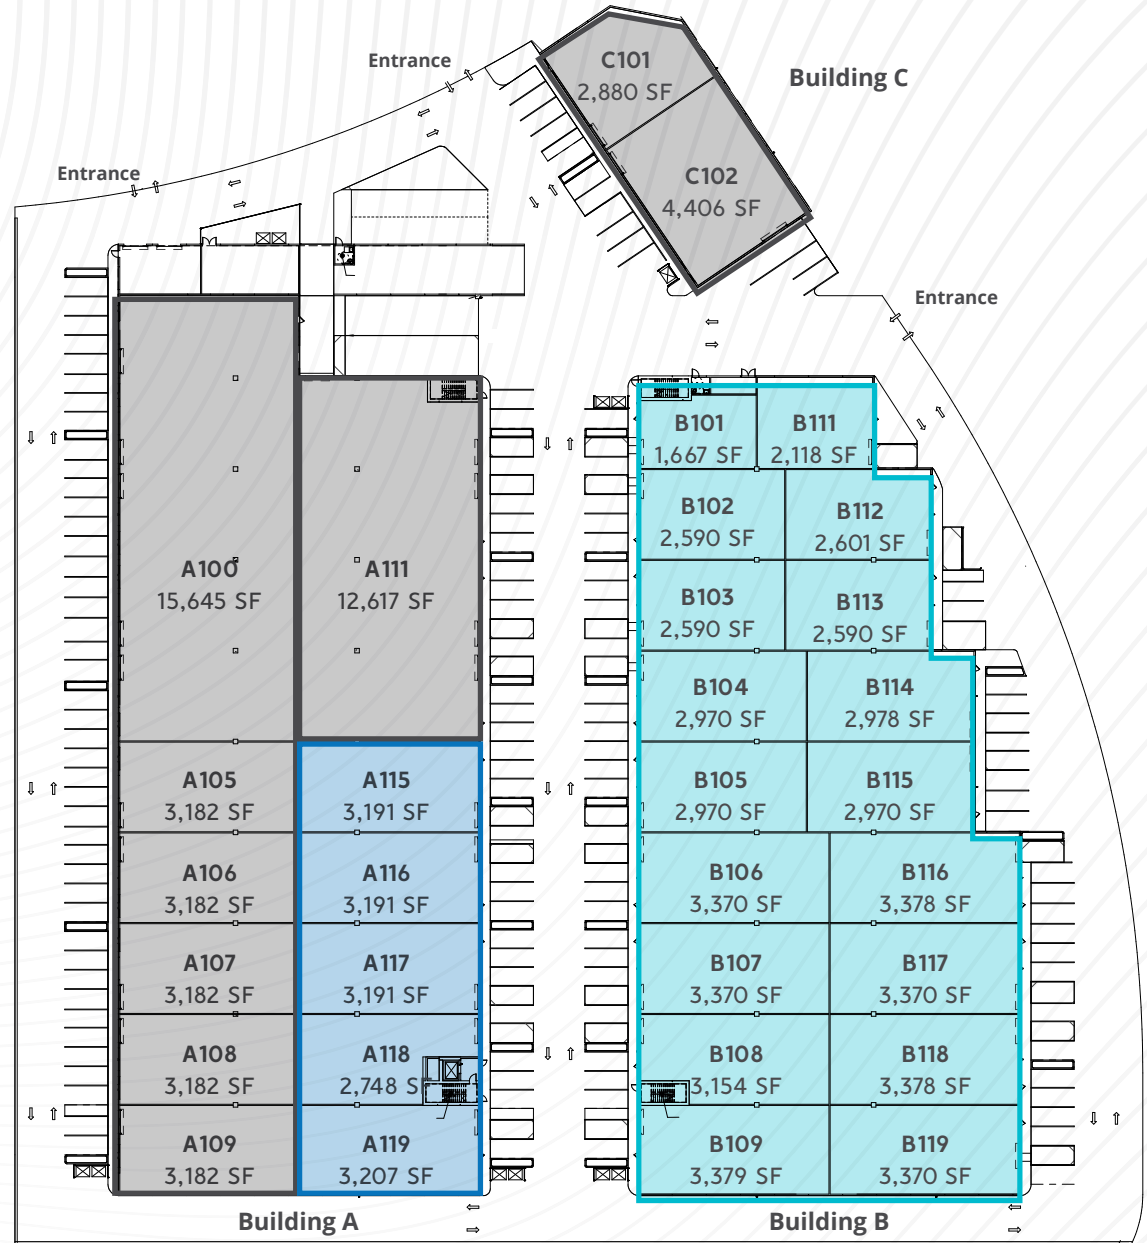 Entrance
Building C
C101
2,880 SF
C102
4,406 SF
Entrance
Entrance
A100
15,645 SF
A111
12,617 SF
A105
3,182 SF
A115
3,191 SF
A106
3,182 SF
A116
3,191 SF
A107
3,182 SF
A117
3,191 SF
A108
3,182 SF
A118
2,748 SF
A109
3,182 SF
A119
3,207 SF
Building A
B101
1,667 SF
B111
2,118 SF
B102
2,590 SF
B112
2,601 SF
B103
2,590 SF
B113
2,590 SF
B104
2,970 SF
B114
2,978 SF
B105
2,970 SF
B115
2,970 SF
B106
3,370 SF
B116
3,378 SF
B107
3,370 SF
B117
3,370 SF
B108
3,154 SF
B118
3,378 SF
B109
3,379 SF
B119
3,370 SF
Building B